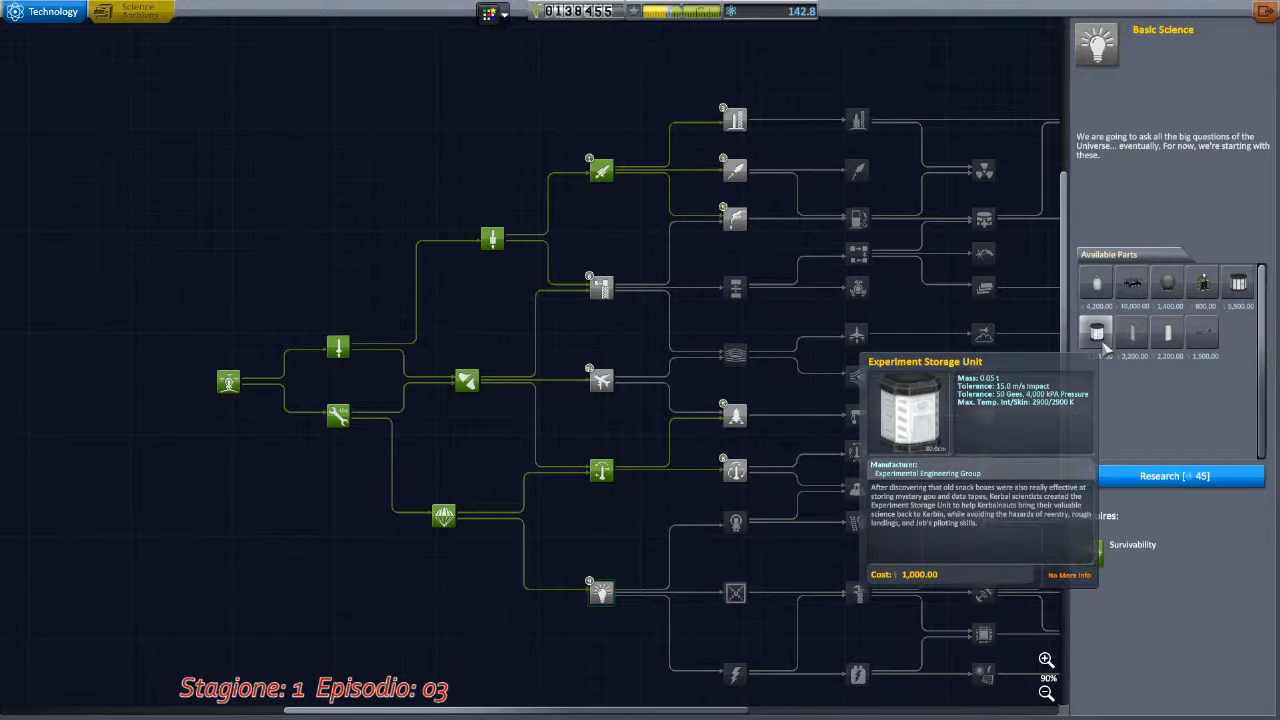 Technology
Science
Archives
0138455
142.8
Basic Science
We are going to ask all the big questions of the
Universe... eventually. For now, we're starting with
these.
Available Parts
4,200.00 10,000.00 1,400.00 800.00 5,500.00
2,200.00 2,200.00 1,500.00
Experiment Storage Unit
Mass: 0.05 t
Tolerance: 15.0 m/s Impact
Tolerance: 50 Gees, 4,000 kPA Pressure
Max. Temp. Int/Skin: 2900/2900 K
80.0cm
Manufacturer:
Experimental Engineering Group
After discovering that old snack boxes were also really effective at
storing mystery goo and data tapes, Kerbal scientists created the
Experiment Storage Unit to help Kerbalnauts bring their valuable
science back to Kerbin, while avoiding the hazards of reentry, rough
landings, and Jeb's piloting skills.
Cost: 1,000.00
No More Info
Research [ 45]
Survivability
90%
Stagione: 1 Episodio: 03